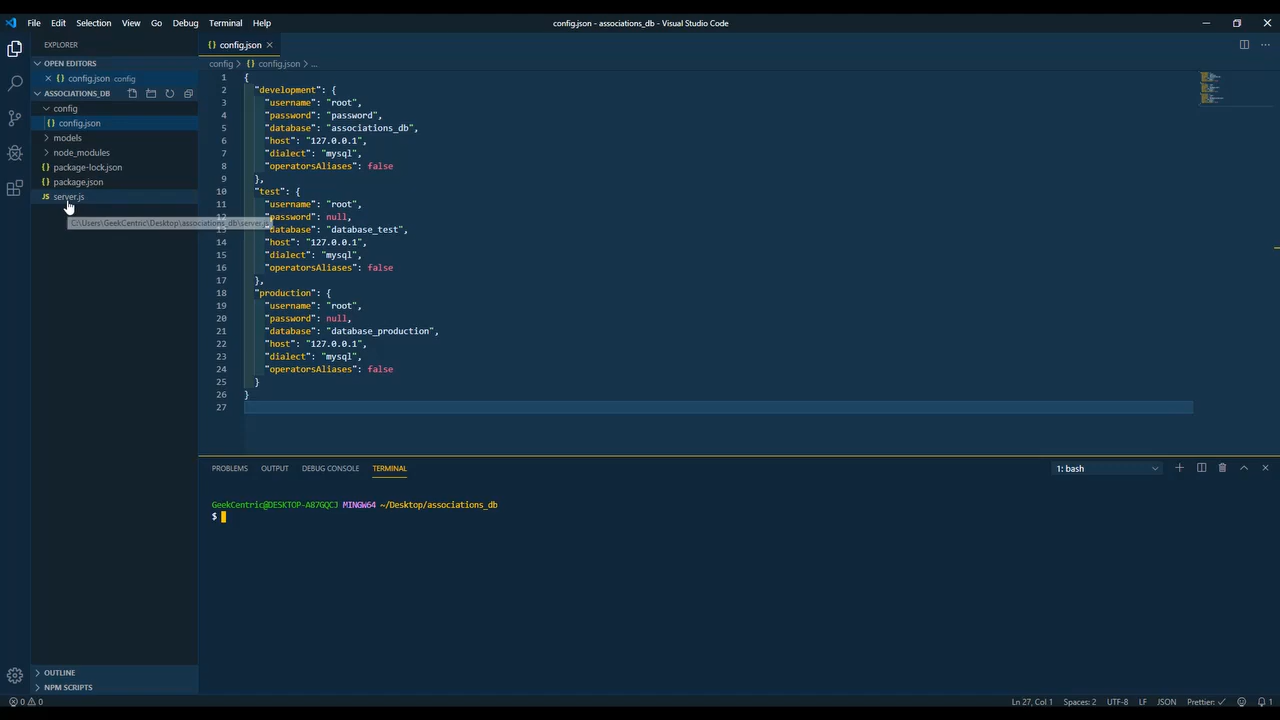 File Edit Selection View Go Debug Terminal Help
config.json - associations_db - Visual Studio Code
EXPLORER
OPEN EDITORS
{} config.json config
ASSOCIATIONS_DB
config
{} config.json
models
node_modules
{} package-lock.json
{} package.json
JS server.js
C:\Users\GeekCentric\Desktop\associations_db\server.js
OUTLINE
NPM SCRIPTS
{} config.json
config > {} config.json > ...
1 {
2 "development": {
3 "username": "root",
4 "password": "password",
5 "database": "associations_db",
6 "host": "127.0.0.1",
7 "dialect": "mysql",
8 "operatorsAliases": false
9 },
10 "test": {
11 "username": "root",
12 "password": null,
13 "database": "database_test",
14 "host": "127.0.0.1",
15 "dialect": "mysql",
16 "operatorsAliases": false
17 },
18 "production": {
19 "username": "root",
20 "password": null,
21 "database": "database_production",
22 "host": "127.0.0.1",
23 "dialect": "mysql",
24 "operatorsAliases": false
25 }
26 }
27
PROBLEMS OUTPUT DEBUG CONSOLE TERMINAL
1: bash
GeekCentric@DESKTOP-A87GQCJ MINGW64 ~/Desktop/associations_db
$
0 0
Ln 27, Col 1 Spaces: 2 UTF-8 LF JSON Prettier: ✓ 1